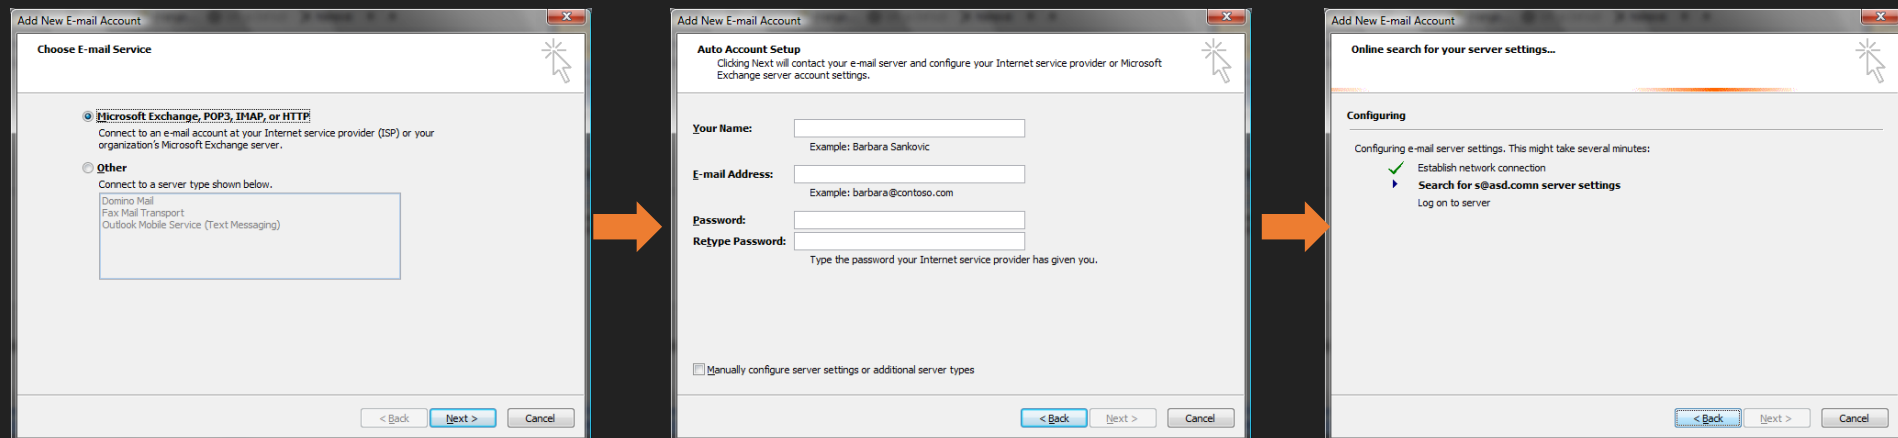 Add New E-mail Account
Choose E-mail Service
Microsoft Exchange, POP3, IMAP, or HTTP
Connect to an e-mail account at your Internet service provider (ISP) or your
organization's Microsoft Exchange server.
Other
Connect to a server type shown below.
Domino Mail
Fax Mail Transport
Outlook Mobile Service (Text Messaging)
< Back
Next >
Cancel
Add New E-mail Account
Auto Account Setup
Clicking Next will contact your e-mail server and configure your Internet service provider or Microsoft
Exchange server account settings.
Your Name:
Example: Barbara Sankovic
E-mail Address:
Example: barbara@contoso.com
Password:
Retype Password:
Type the password your Internet service provider has given you.
Manually configure server settings or additional server types
< Back
Next >
Cancel
Add New E-mail Account
Online search for your server settings...
Configuring
Configuring e-mail server settings. This might take several minutes:
Establish network connection
Search for s@asd.comn server settings
Log on to server
< Back
Next >
Cancel